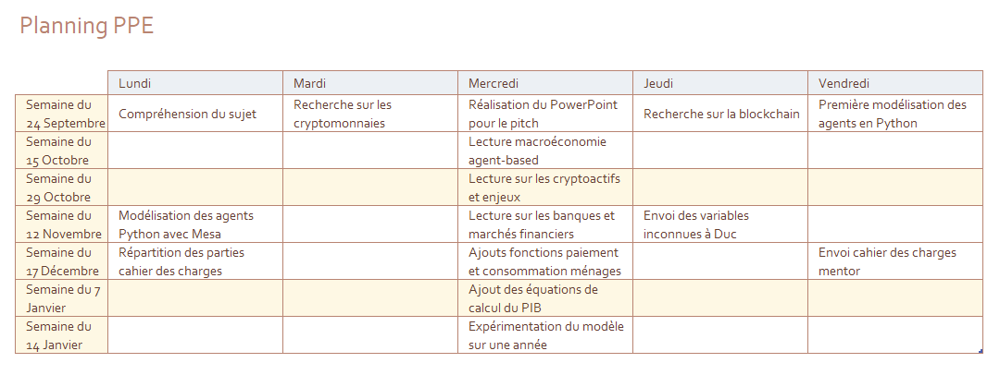 Planning PPE
Lundi Mardi Mercredi Jeudi Vendredi
Semaine du
24 Septembre
Compréhension du sujet
Recherche sur les
cryptomonnaies
Réalisation du PowerPoint
pour le pitch
Recherche sur la blockchain
Première modélisation des
agents en Python
Semaine du
15 Octobre
Lecture macroéconomie
agent-based
Semaine du
29 Octobre
Lecture sur les cryptoactifs
et enjeux
Semaine du
12 Novembre
Modélisation des agents
Python avec Mesa
Lecture sur les banques et
marchés financiers
Envoi des variables
inconnues à Duc
Semaine du
17 Décembre
Répartition des parties
cahier des charges
Ajouts fonctions paiement
et consommation ménages
Envoi cahier des charges
mentor
Semaine du 7
Janvier
Ajout des équations de
calcul du PIB
Semaine du
14 Janvier
Expérimentation du modèle
sur une année